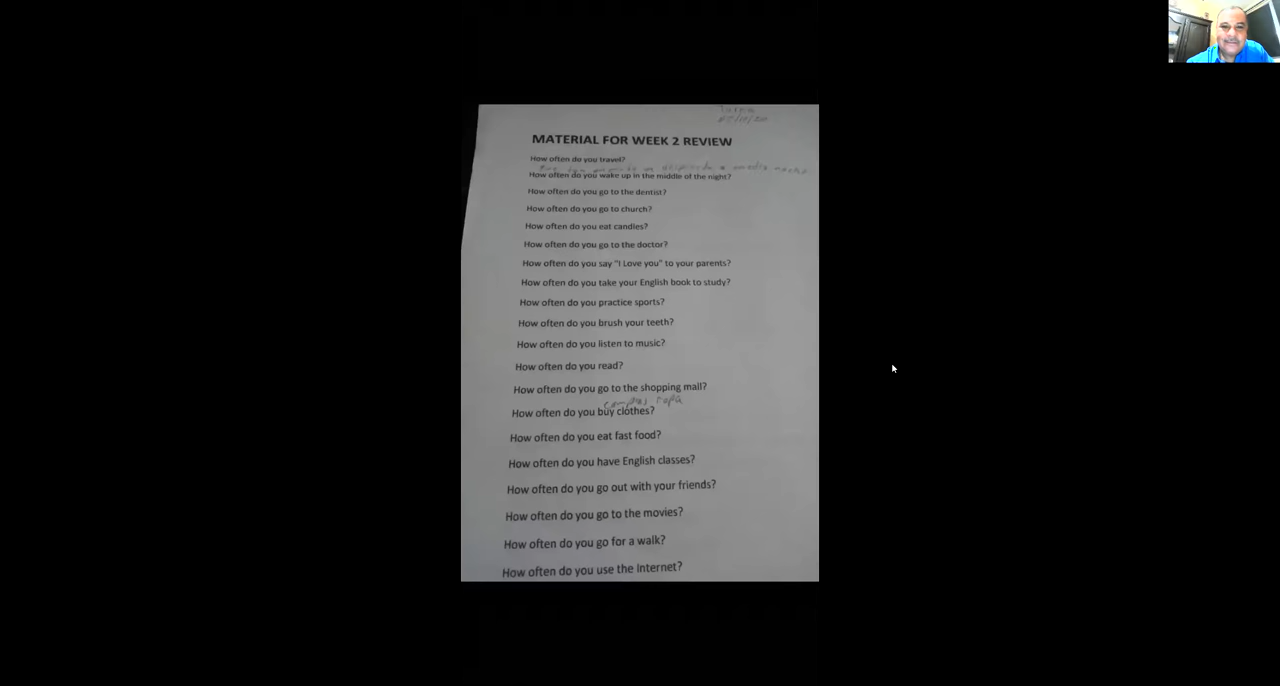 MATERIAL FOR WEEK 2 REVIEW
How often do you travel?
a media noche
How often do you wake up in the middle of the night?
How often do you go to the dentist?
How often do you go to church?
How often do you eat candles?
How often do you go to the doctor?
How often do you say “I Love you” to your parents?
How often do you take your English book to study?
How often do you practice sports?
How often do you brush your teeth?
How often do you listen to music?
How often do you read?
How often do you go to the shopping mall?
compras ropa
How often do you buy clothes?
How often do you eat fast food?
How often do you have English classes?
How often do you go out with your friends?
How often do you go to the movies?
How often do you go for a walk?
How often do you use the Internet?